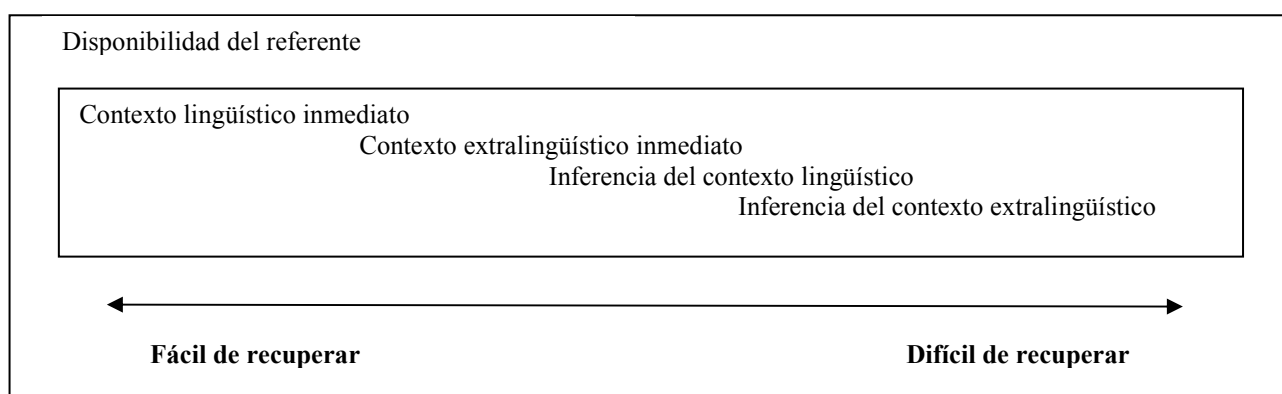 Disponibilidad del referente
Contexto lingüístico inmediato
Contexto extralingüístico inmediato
Inferencia del contexto lingüístico
Inferencia del contexto extralingüístico
Fácil de recuperar Difícil de recuperar